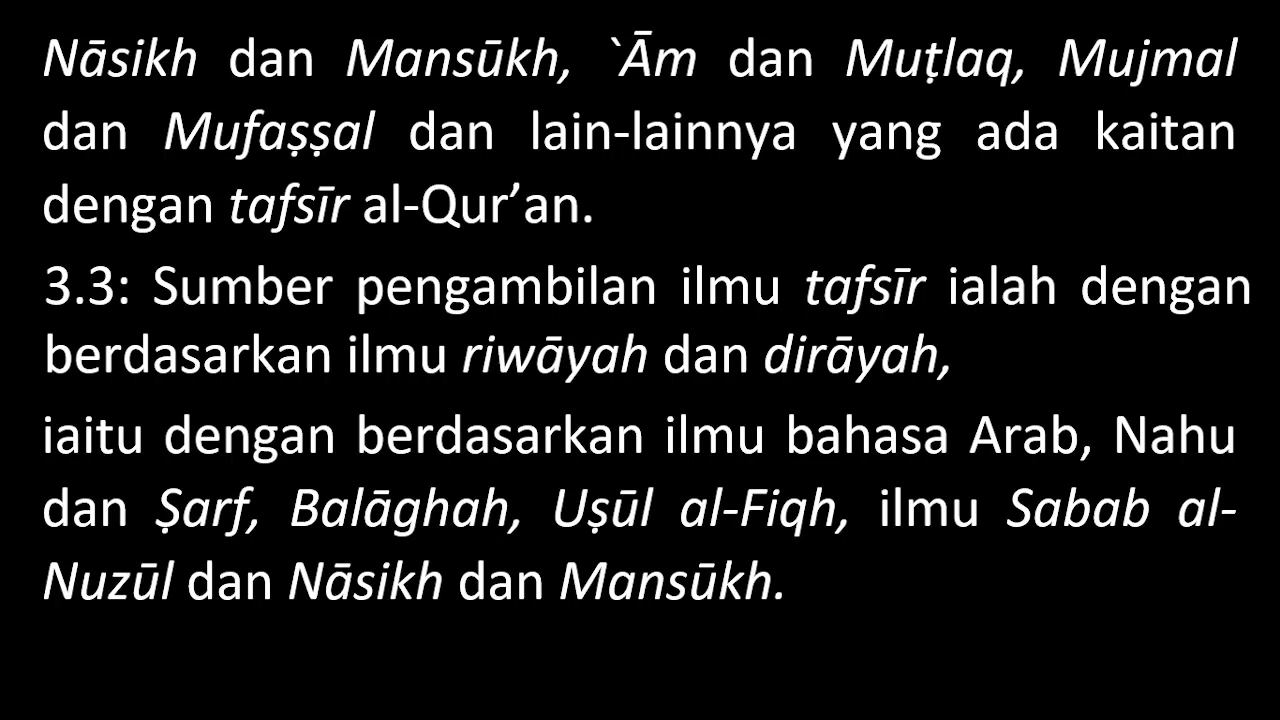 Nāsikh dan Mansūkh, `Ām dan Muṭlaq, Mujmal
dan Mufaṣṣal dan lain-lainnya yang ada kaitan
dengan tafsīr al-Qur’an.
3.3: Sumber pengambilan ilmu tafsīr ialah dengan
berdasarkan ilmu riwāyah dan dirāyah,
iaitu dengan berdasarkan ilmu bahasa Arab, Nahu
dan Ṣarf, Balāghah, Uṣūl al-Fiqh, ilmu Sabab al-
Nuzūl dan Nāsikh dan Mansūkh.